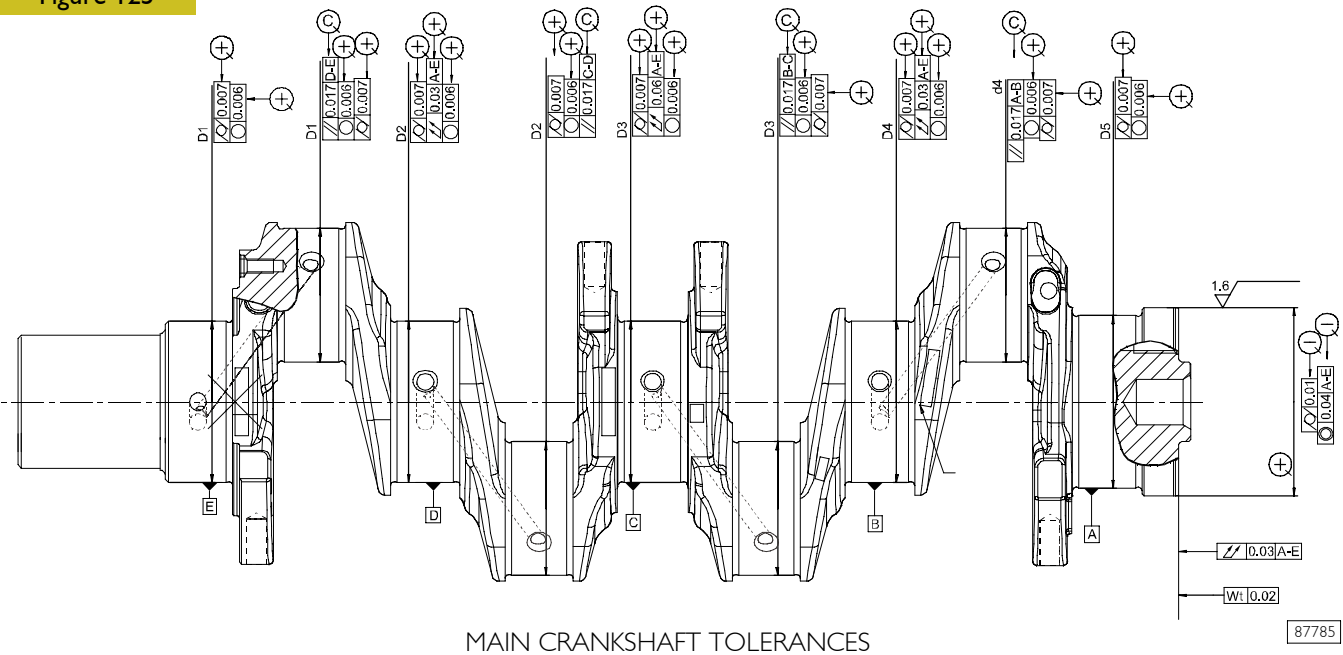 Figure 123
D1 ⌭ 0.007
○ 0.006
C
D1 // 0.017 D-E
○ 0.006
⌭ 0.007
D2 ⌭ 0.007
⌰ 0.03 A-E
○ 0.006
C
D2 ⌭ 0.007
○ 0.006
// 0.017 C-D
D3 ⌭ 0.007
⌰ 0.06 A-E
○ 0.006
C
D3 // 0.017 B-C
○ 0.006
⌭ 0.007
D4 ⌭ 0.007
⌰ 0.03 A-E
○ 0.006
C
d4 // 0.017 A-B
○ 0.006
⌭ 0.007
D5 ⌭ 0.007
○ 0.006
1.6
⌭ 0.01
◎ 0.04 A-E
E
D
C
B
A
⌰ 0.03 A-E
Wt 0.02
MAIN CRANKSHAFT TOLERANCES
87785